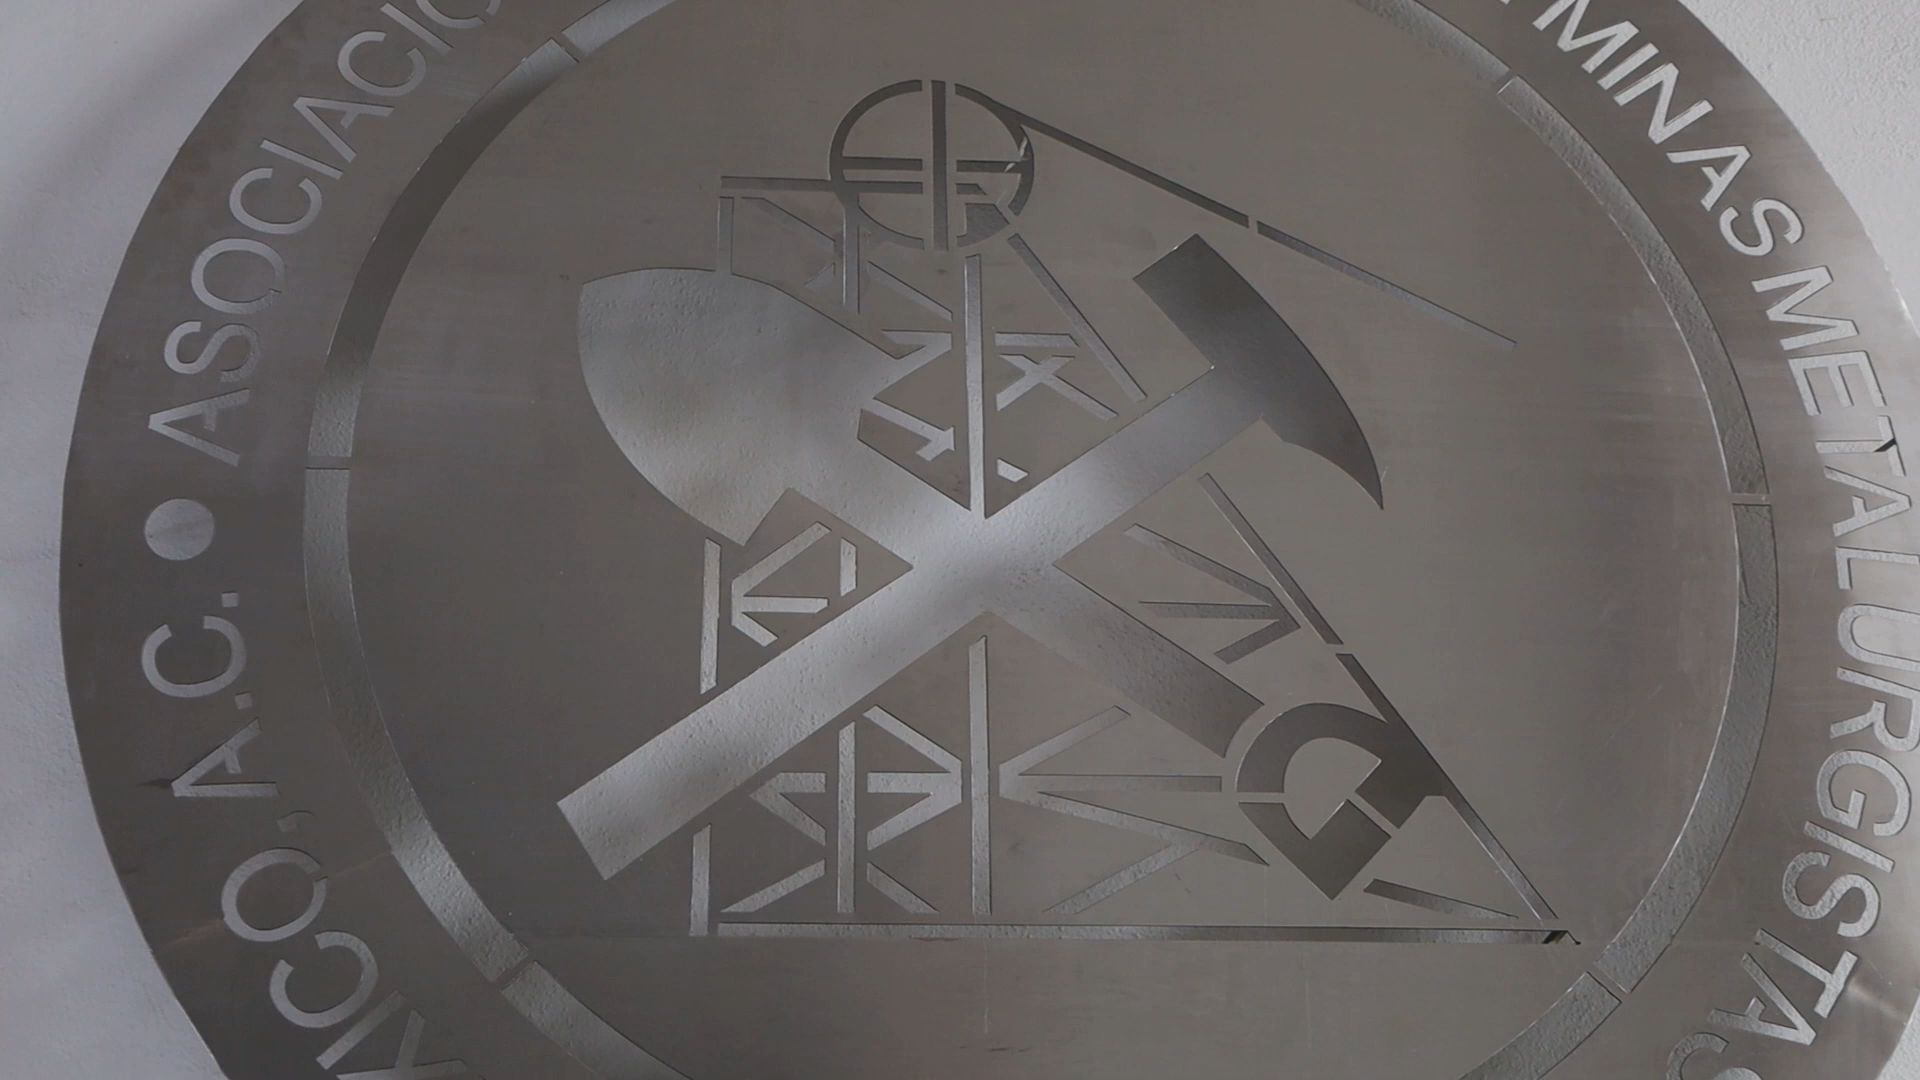 ASOCIACIO
MINAS METALURGISTAS
XICO, A.C. •